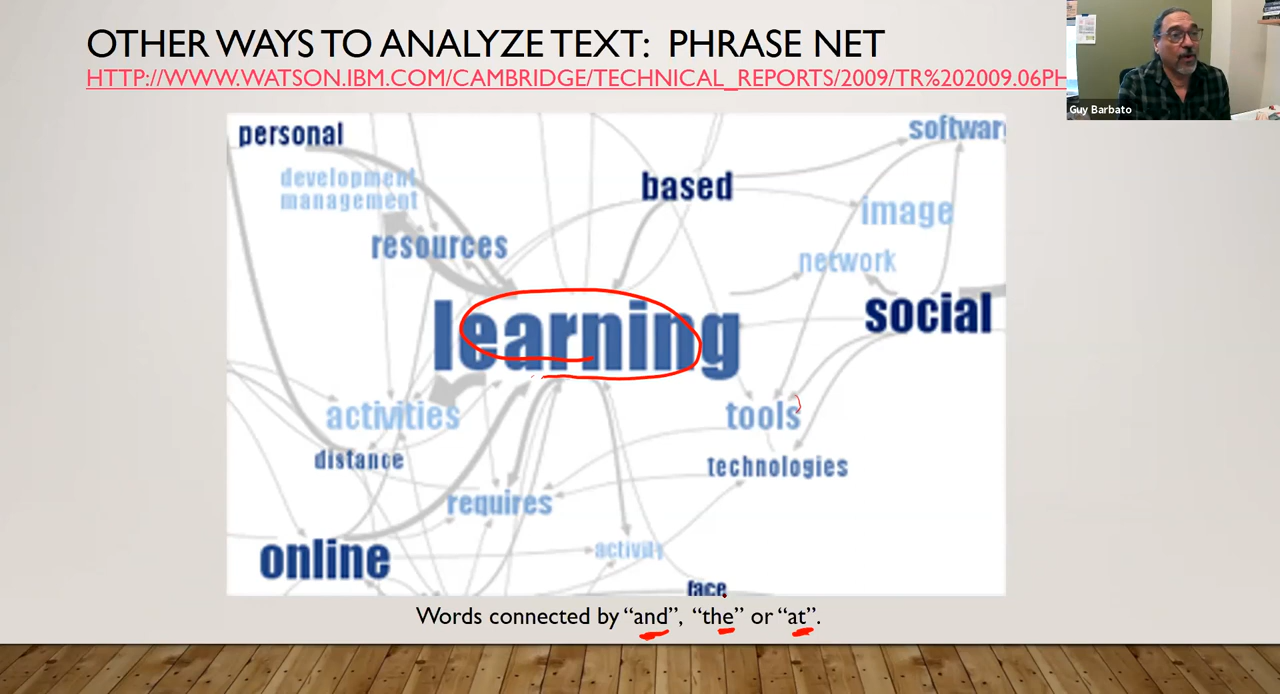 OTHER WAYS TO ANALYZE TEXT:  PHRASE NET
HTTP://WWW.WATSON.IBM.COM/CAMBRIDGE/TECHNICAL_REPORTS/2009/TR%202009.06PH
Guy Barbato
personal
software
development
management
based
image
resources
network
social
learning
activities
tools
distance
technologies
requires
online
activity
face
Words connected by “and”,  “the” or “at”.